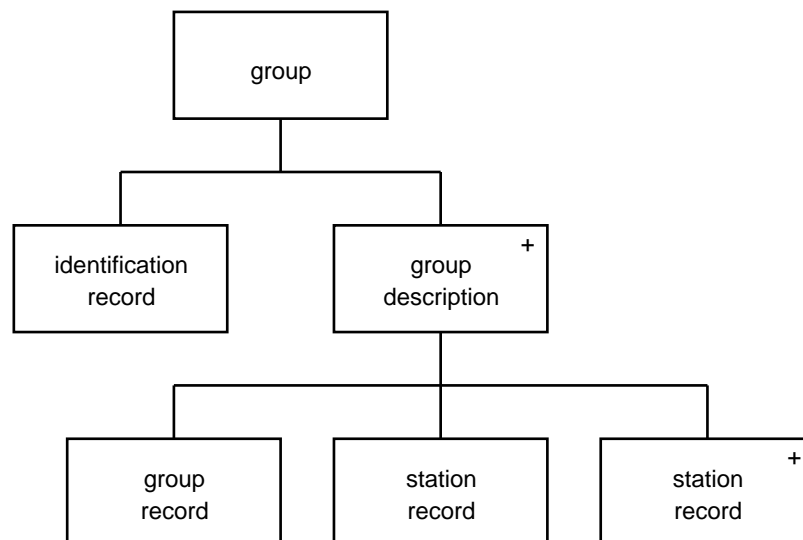 group
identification
record
+
group
description
group
record
station
record
+
station
record